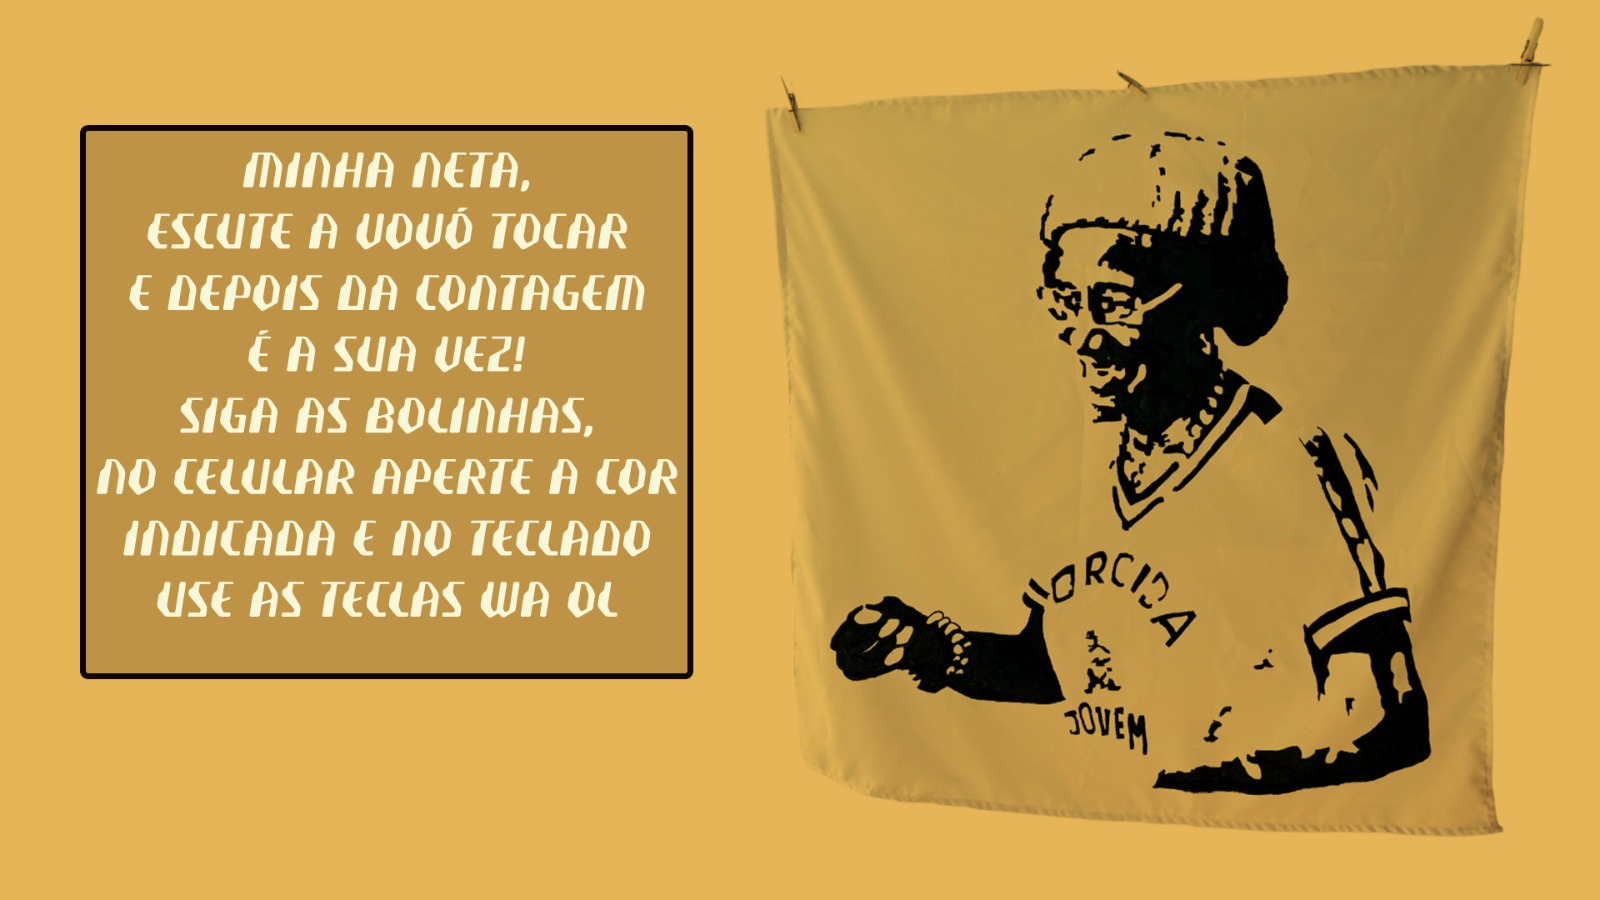 MINHA NETA,
ESCUTE A VOVÓ TOCAR
E DEPOIS DA CONTAGEM
É A SUA VEZ!
SIGA AS BOLINHAS,
NO CELULAR APERTE A COR
INDICADA E NO TECLADO
USE AS TECLAS WA OL
TORCIDA
JOVEM